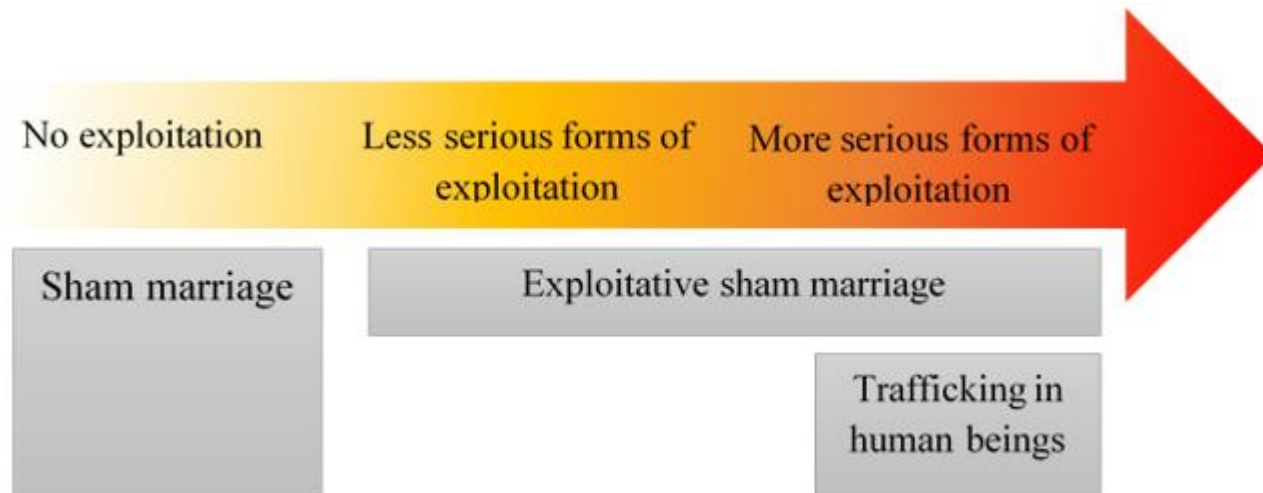 No exploitation
Less serious forms of
exploitation
More serious forms of
exploitation
Sham marriage
Exploitative sham marriage
Trafficking in
human beings